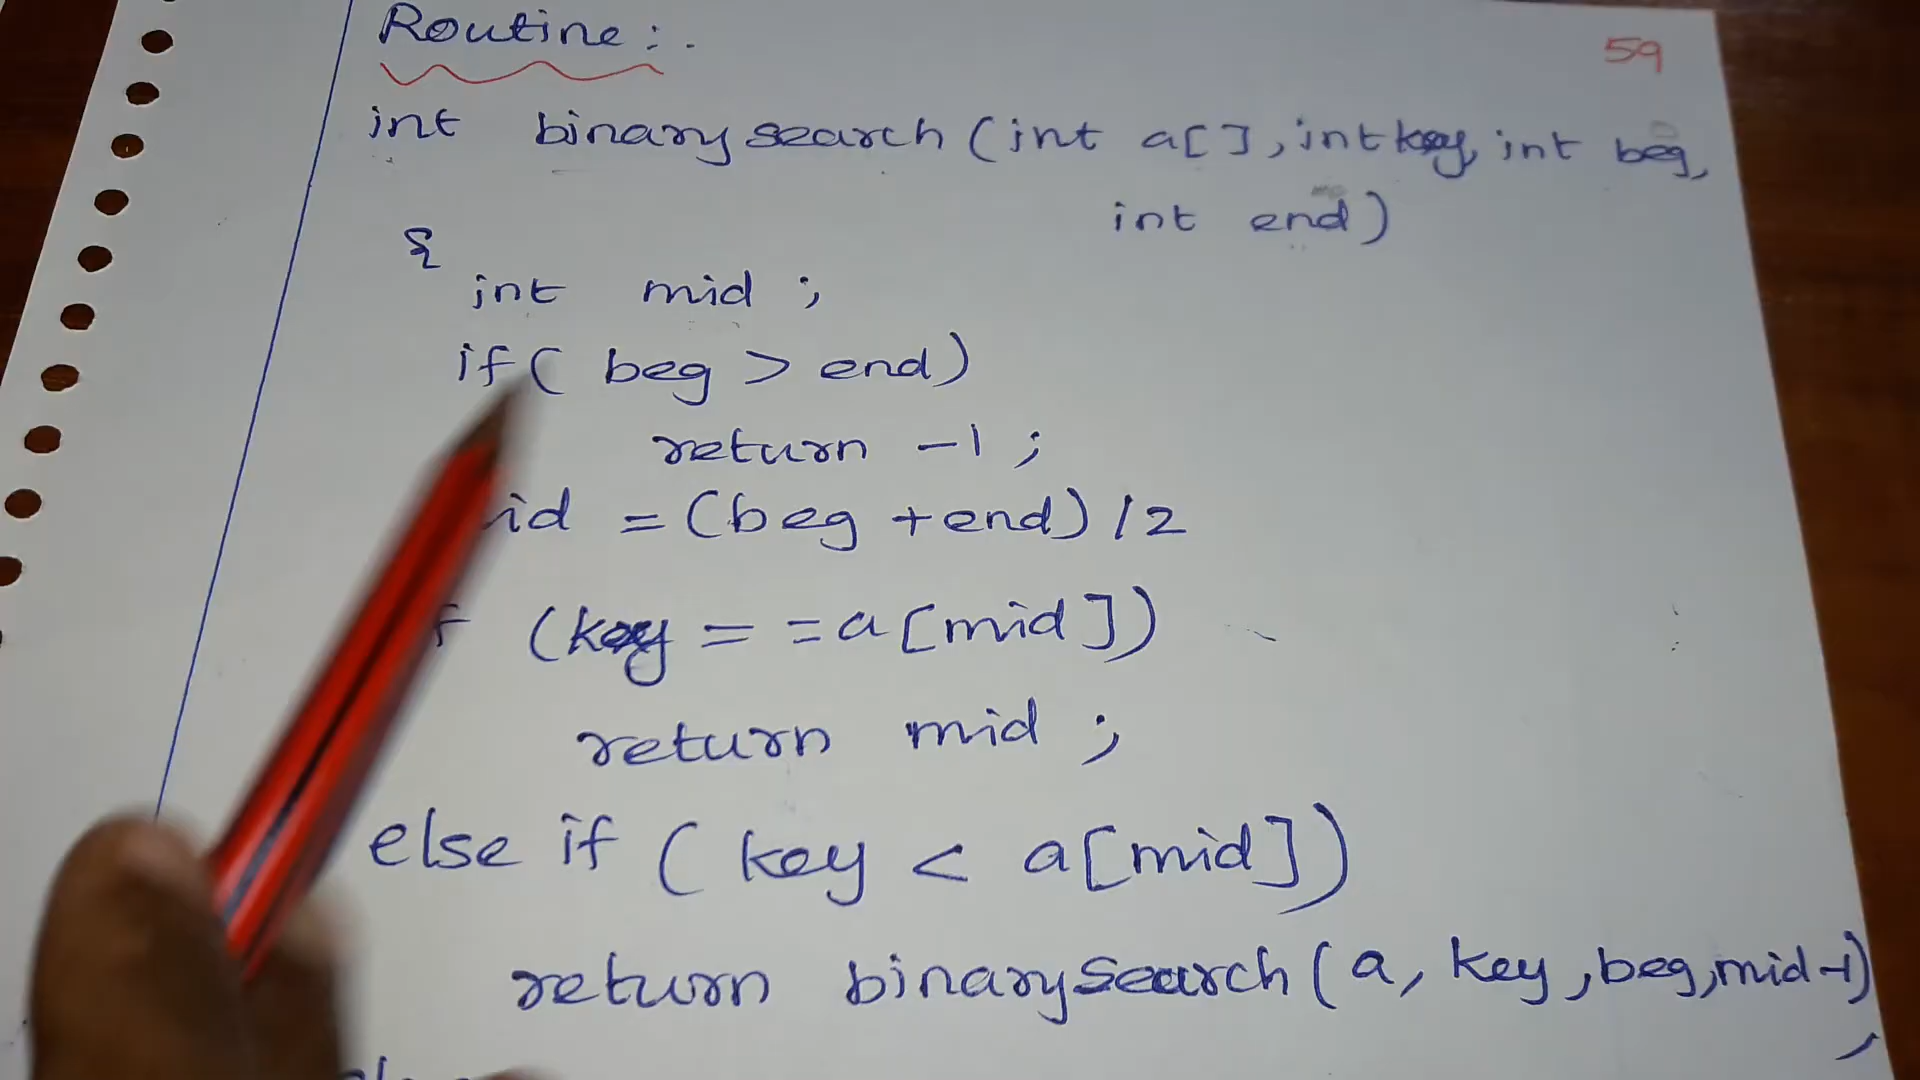 Routine :.
59
int binarysearch (int a[], int key, int beg,
int end)
{
int mid ;
if ( beg > end)
return -1 ;
id = (beg + end) / 2
f (key = = a [mid])
return mid ;
else if ( key < a[mid])
return binarysearch ( a, key, beg, mid-1)
;